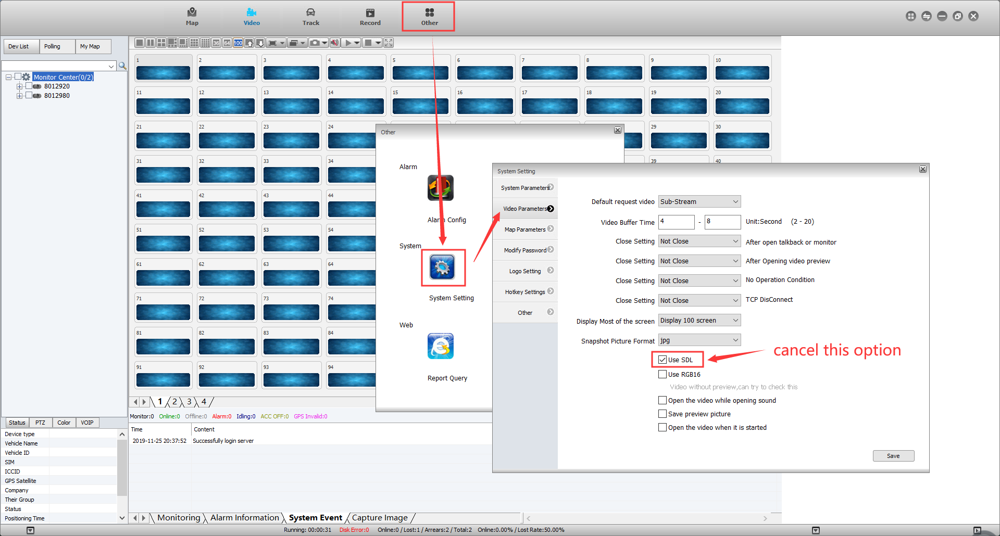 Map
Video
Track
Record
Other
Dev List
Polling
My Map
36
64
100
Monitor Center(0/2)
8012920
8012980
1
2
3
4
5
6
7
8
9
10
11
12
13
14
15
16
17
18
19
20
21
22
23
24
29
30
31
32
33
34
39
40
41
42
43
44
51
52
53
54
61
62
63
64
71
72
73
74
81
82
83
84
91
92
93
94
Other
Alarm
Alarm Config
System
System Setting
Web
Report Query
System Setting
System Parameters
Video Parameters
Map Parameters
Modify Password
Logo Setting
Hotkey Settings
Other
Default request video Sub-Stream
Video Buffer Time 4 - 8 Unit:Second (2 - 20)
Close Setting Not Close After open talkback or monitor
Close Setting Not Close After Opening video preview
Close Setting Not Close No Operation Condition
Close Setting Not Close TCP DisConnect
Display Most of the screen Display 100 screen
Snapshot Picture Format jpg
cancel this option
Use SDL
Use RGB16
Video without preview,can try to check this
Open the video while opening sound
Save preview picture
Open the video when it is started
Save
1 2 3 4
Monitor:0 Online:0 Offline:0 Alarm:0 Idling:0 ACC OFF:0 GPS Invalid:0
Time Content
2019-11-25 20:37:52 Successfully login server
Status PTZ Color VOIP
Device type
Vehicle Name
Vehicle ID
SIM
ICCID
GPS Satellite
Company
Their Group
Status
Positioning Time
Monitoring Alarm Information System Event Capture Image
Running: 00:00:31 Disk Error:0 Online:0 / Lost:1 / Arrears:2 / Total:2 Online:0.00% / Lost Rate:50.00%